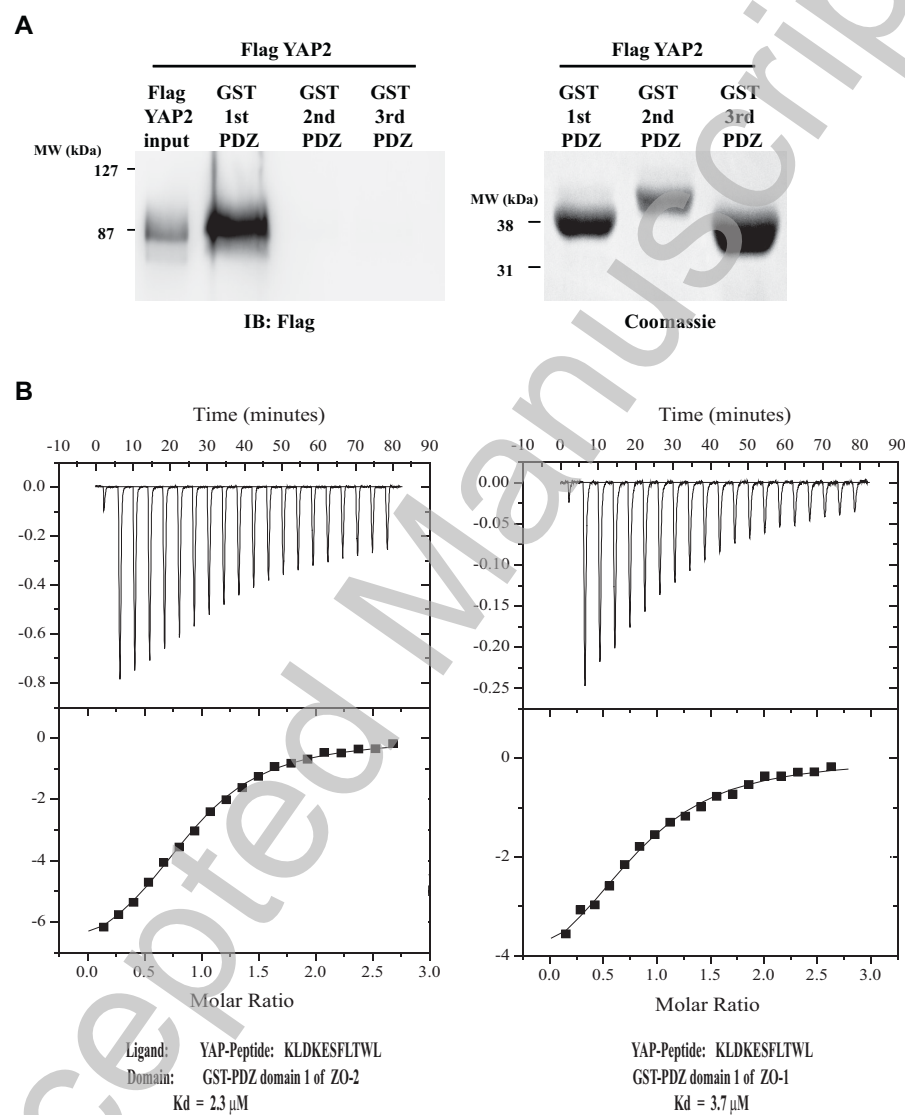 A
Flag YAP2
Flag YAP2 input
GST 1st PDZ
GST 2nd PDZ
GST 3rd PDZ
MW (kDa)
127
87
IB: Flag
Flag YAP2
GST 1st PDZ
GST 2nd PDZ
GST 3rd PDZ
MW (kDa)
38
31
Coomassie
B
Time (minutes)
-10 0 10 20 30 40 50 60 70 80 90
0.0
-0.2
-0.4
-0.6
-0.8
0
-2
-4
-6
0.0 0.5 1.0 1.5 2.0 2.5 3.0
Molar Ratio
Ligand: YAP-Peptide: KLDKESFLTWL
Domain: GST-PDZ domain 1 of ZO-2
Kd = 2.3 μM
Time (minutes)
-10 0 10 20 30 40 50 60 70 80 90
0.00
-0.05
-0.10
-0.15
-0.20
-0.25
0
-2
-4
0.0 0.5 1.0 1.5 2.0 2.5 3.0
Molar Ratio
YAP-Peptide: KLDKESFLTWL
GST-PDZ domain 1 of ZO-1
Kd = 3.7 μM
cepted Manuscrip